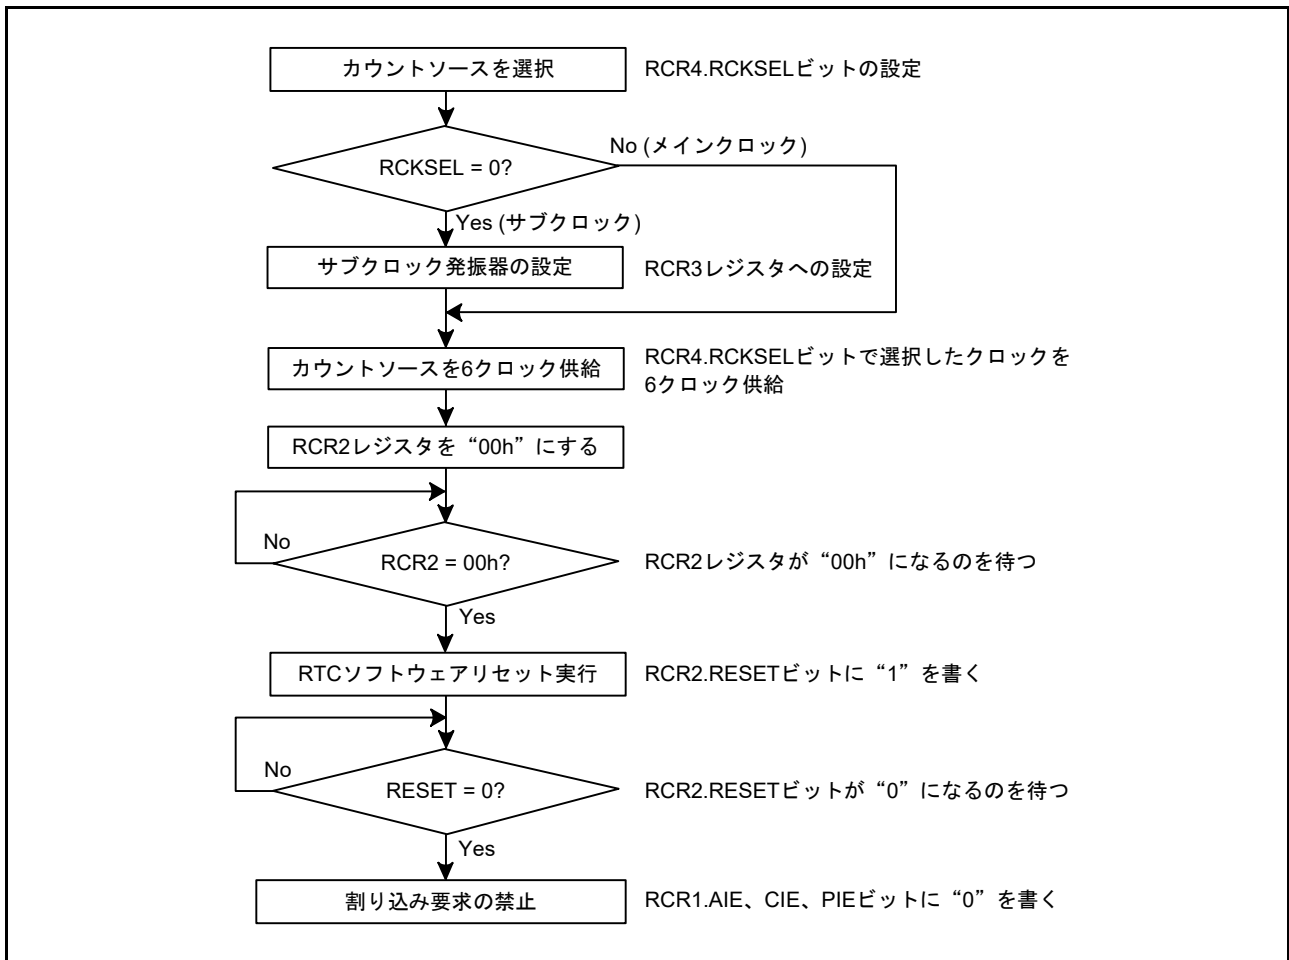 カウントソースを選択 RCR4.RCKSELビットの設定
No (メインクロック)
RCKSEL = 0?
Yes (サブクロック)
サブクロック発振器の設定 RCR3レジスタへの設定
カウントソースを6クロック供給 RCR4.RCKSELビットで選択したクロックを
6クロック供給
RCR2レジスタを“00h”にする
No
RCR2 = 00h? RCR2レジスタが“00h”になるのを待つ
Yes
RTCソフトウェアリセット実行 RCR2.RESETビットに“1”を書く
No
RESET = 0? RCR2.RESETビットが“0”になるのを待つ
Yes
割り込み要求の禁止 RCR1.AIE、CIE、PIEビットに“0”を書く